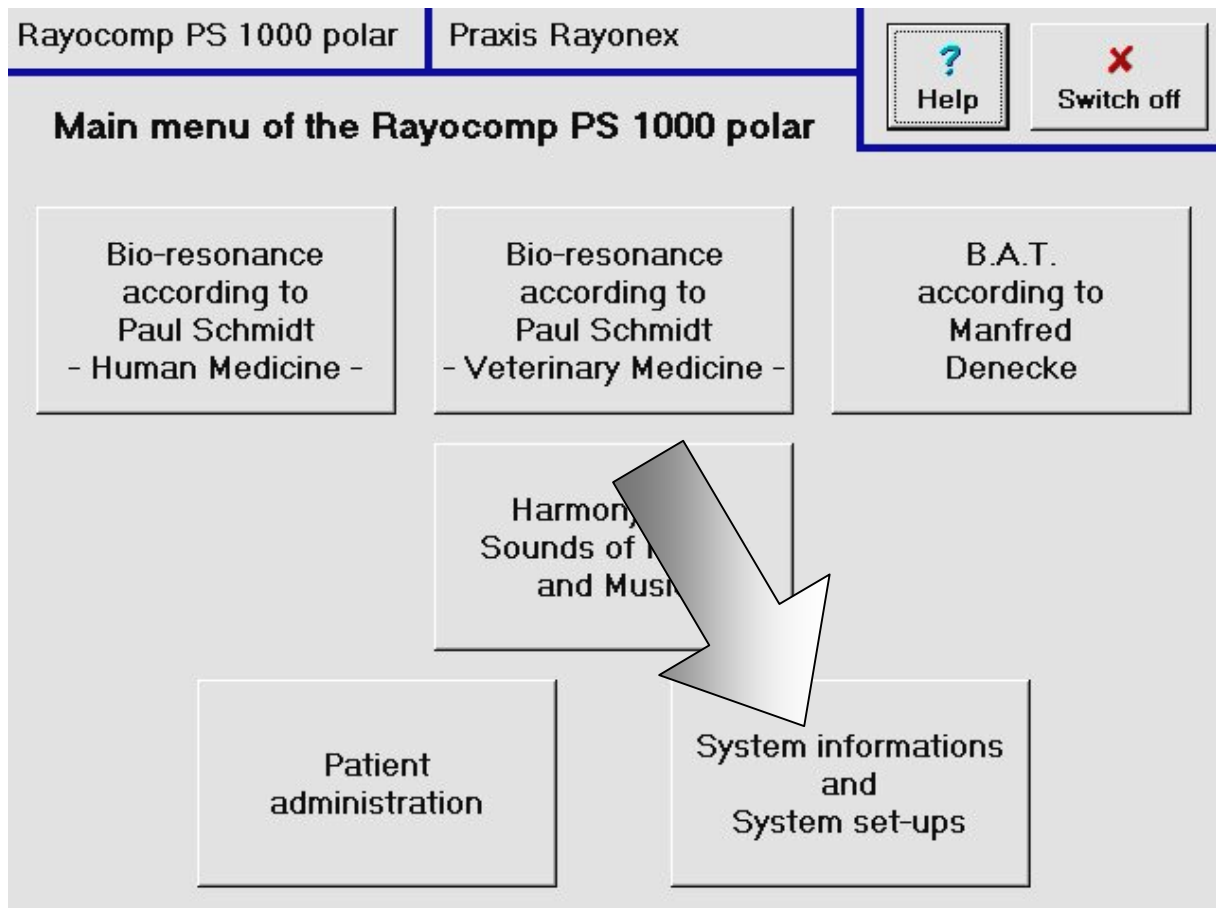 Rayocomp PS 1000 polar
Praxis Rayonex
?
Help
Switch off
Main menu of the Rayocomp PS 1000 polar
Bio-resonance
according to
Paul Schmidt
- Human Medicine -
Bio-resonance
according to
Paul Schmidt
- Veterinary Medicine -
B.A.T.
according to
Manfred
Denecke
Sounds of
and
Patient
administration
System informations
and
System set-ups